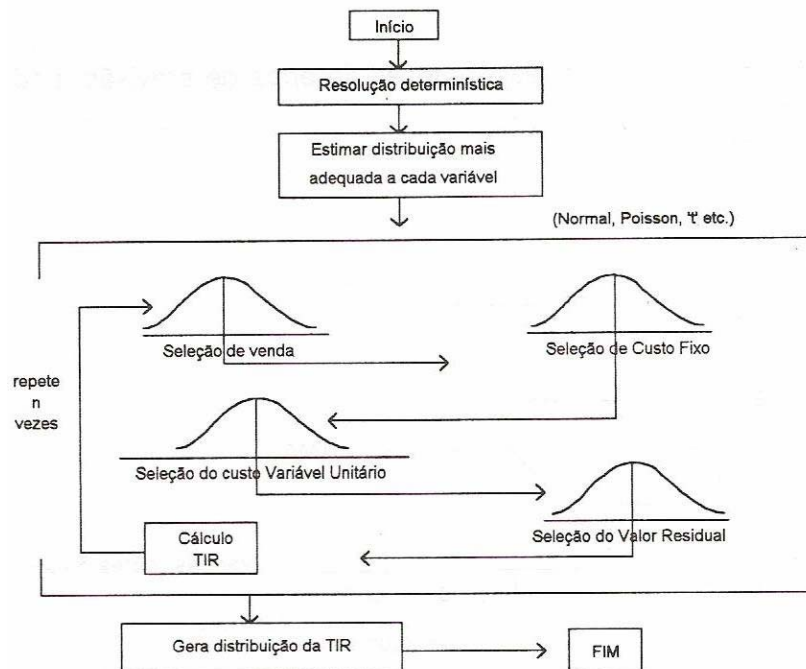 Início
Resolução determinística
Estimar distribuição mais
adequada a cada variável
(Normal, Poisson, 't' etc.)
Seleção de venda
Seleção de Custo Fixo
repete
n
vezes
Seleção do custo Variável Unitário
Seleção do Valor Residual
Cálculo
TIR
Gera distribuição da TIR
FIM